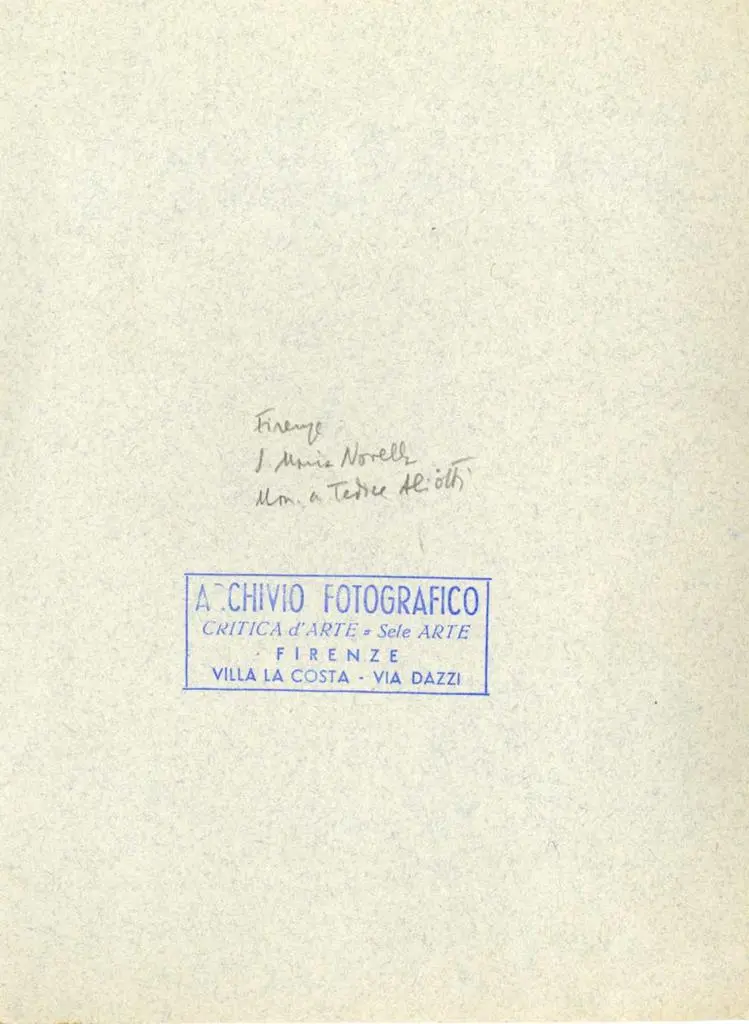 Firenze
S Maria Novella
Mon. a Tedice Aliotti
ARCHIVIO FOTOGRAFICO
CRITICA d'ARTE = Sele ARTE
FIRENZE
VILLA LA COSTA - VIA DAZZI